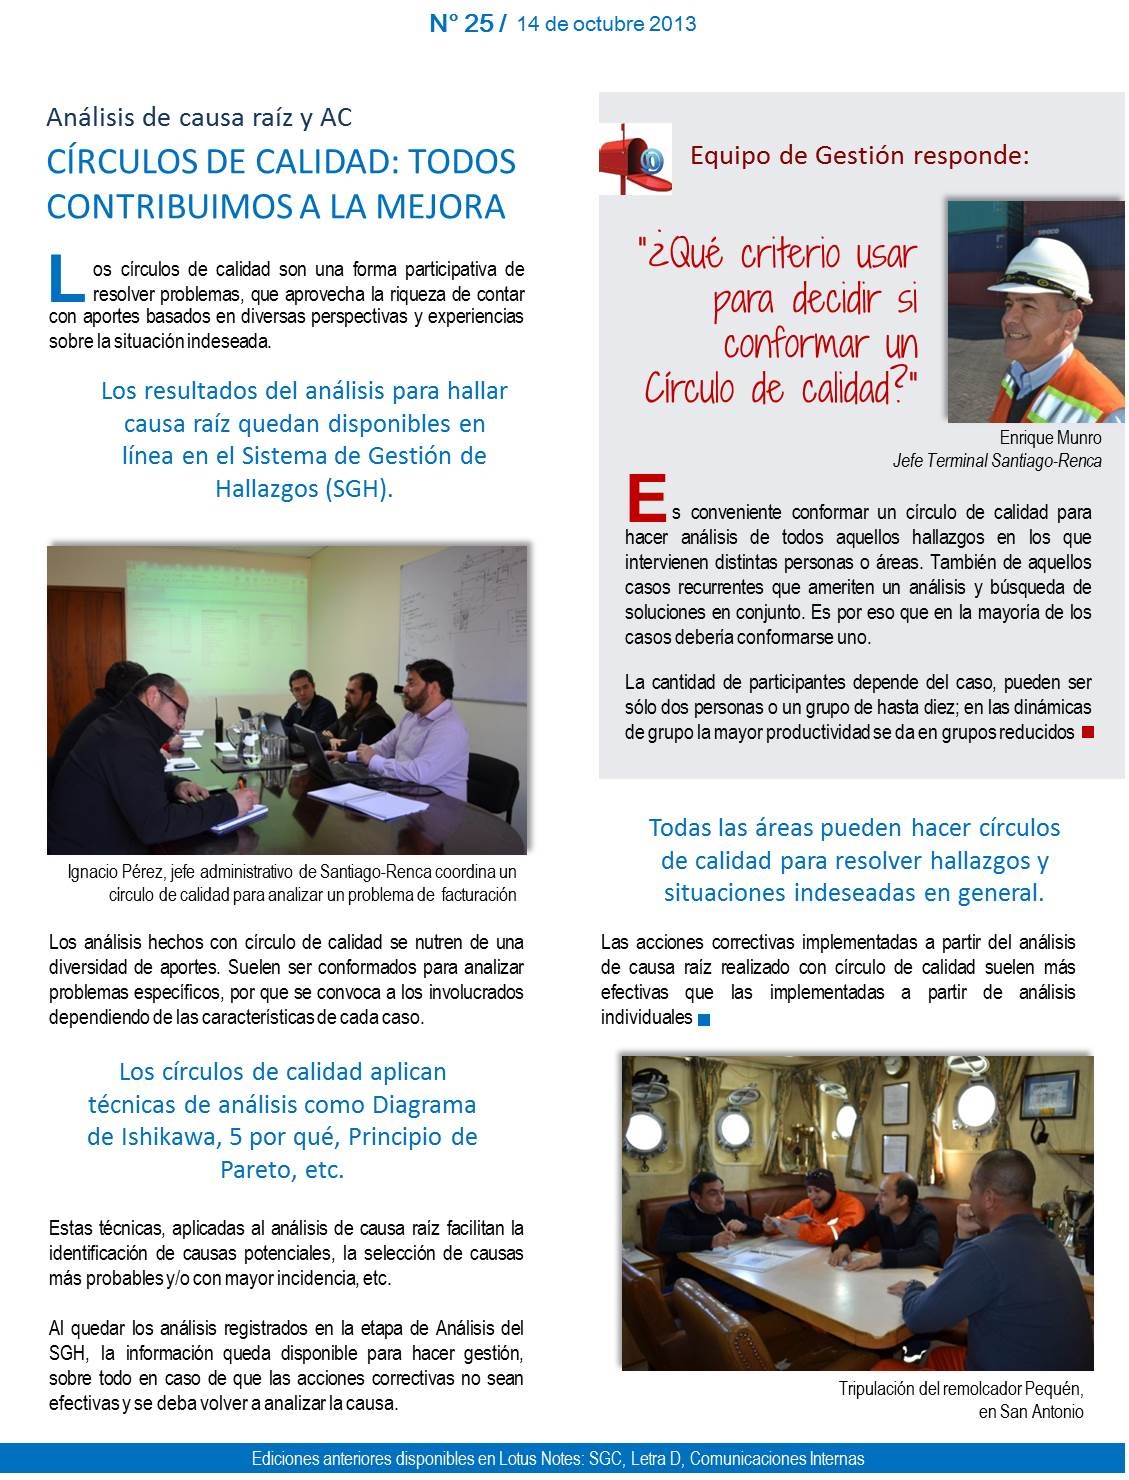 N° 25 / 14 de octubre 2013
Análisis de causa raíz y AC
CÍRCULOS DE CALIDAD: TODOS
CONTRIBUIMOS A LA MEJORA
Los círculos de calidad son una forma participativa de
resolver problemas, que aprovecha la riqueza de contar
con aportes basados en diversas perspectivas y experiencias
sobre la situación indeseada.
Los resultados del análisis para hallar
causa raíz quedan disponibles en
línea en el Sistema de Gestión de
Hallazgos (SGH).
Ignacio Pérez, jefe administrativo de Santiago-Renca coordina un
círculo de calidad para analizar un problema de facturación
Los análisis hechos con círculo de calidad se nutren de una
diversidad de aportes. Suelen ser conformados para analizar
problemas específicos, por que se convoca a los involucrados
dependiendo de las características de cada caso.
Los círculos de calidad aplican
técnicas de análisis como Diagrama
de Ishikawa, 5 por qué, Principio de
Pareto, etc.
Estas técnicas, aplicadas al análisis de causa raíz facilitan la
identificación de causas potenciales, la selección de causas
más probables y/o con mayor incidencia, etc.
Al quedar los análisis registrados en la etapa de Análisis del
SGH, la información queda disponible para hacer gestión,
sobre todo en caso de que las acciones correctivas no sean
efectivas y se deba volver a analizar la causa.
Equipo de Gestión responde:
"¿Qué criterio usar
para decidir si
conformar un
Círculo de calidad?"
Enrique Munro
Jefe Terminal Santiago-Renca
Es conveniente conformar un círculo de calidad para
hacer análisis de todos aquellos hallazgos en los que
intervienen distintas personas o áreas. También de aquellos
casos recurrentes que ameriten un análisis y búsqueda de
soluciones en conjunto. Es por eso que en la mayoría de los
casos debería conformarse uno.
La cantidad de participantes depende del caso, pueden ser
sólo dos personas o un grupo de hasta diez; en las dinámicas
de grupo la mayor productividad se da en grupos reducidos
Todas las áreas pueden hacer círculos
de calidad para resolver hallazgos y
situaciones indeseadas en general.
Las acciones correctivas implementadas a partir del análisis
de causa raíz realizado con círculo de calidad suelen más
efectivas que las implementadas a partir de análisis
individuales
Tripulación del remolcador Pequén,
en San Antonio
Ediciones anteriores disponibles en Lotus Notes: SGC, Letra D, Comunicaciones Internas